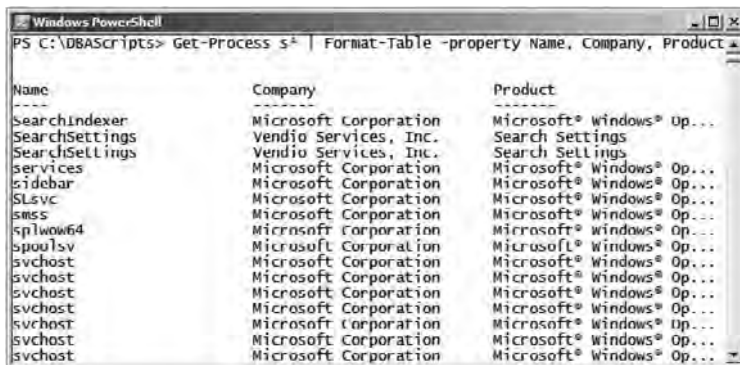 Windows PowerShell
PS C:\DBAScripts> Get-Process s* | Format-Table -property Name, Company, Product
Name Company Product
---- ------- -------
SearchIndexer Microsoft Corporation Microsoft® Windows® Op...
SearchSettings Vendio Services, Inc. Search Settings
SearchSettings Vendio Services, Inc. Search Settings
services Microsoft Corporation Microsoft® Windows® Op...
sidebar Microsoft Corporation Microsoft® Windows® Op...
SLsvc Microsoft Corporation Microsoft® Windows® Op...
smss Microsoft Corporation Microsoft® Windows® Op...
splwow64 Microsoft Corporation Microsoft® Windows® Op...
spoolsv Microsoft Corporation Microsoft® Windows® Op...
svchost Microsoft Corporation Microsoft® Windows® Op...
svchost Microsoft Corporation Microsoft® Windows® Op...
svchost Microsoft Corporation Microsoft® Windows® Op...
svchost Microsoft Corporation Microsoft® Windows® Op...
svchost Microsoft Corporation Microsoft® Windows® Op...
svchost Microsoft Corporation Microsoft® Windows® Op...
svchost Microsoft Corporation Microsoft® Windows® Op...